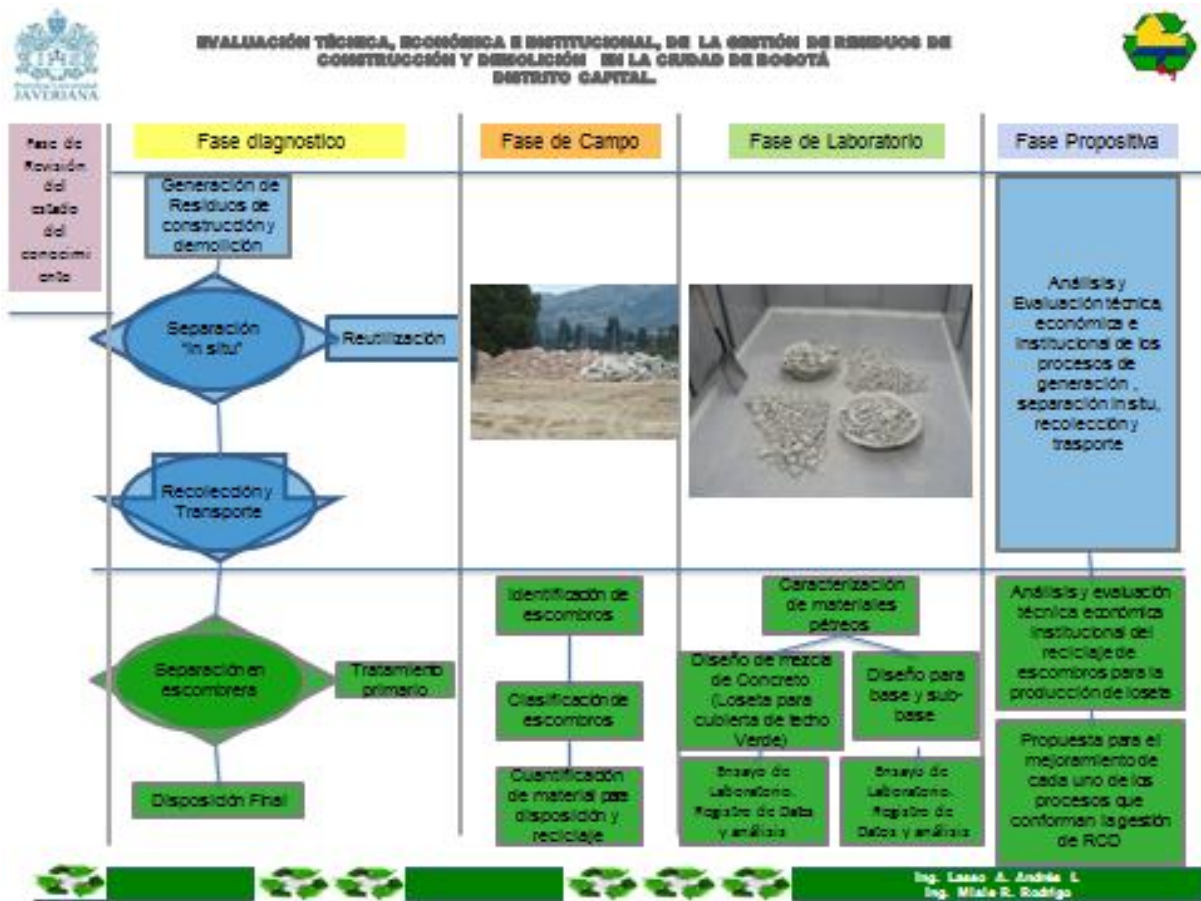 JAVERIANA
EVALUACIÓN TÉCNICA, ECONÓMICA E INSTITUCIONAL, DE LA GESTIÓN DE RESIDUOS DE
CONSTRUCCIÓN Y DEMOLICIÓN EN LA CIUDAD DE BOGOTÁ
DISTRITO CAPITAL.
Fase de
Revisión
del
estado
del
conocimi
ento
Fase diagnostico
Fase de Campo
Fase de Laboratorio
Fase Propositiva
Generación de
Residuos de
construcción y
demolición
Separación
"in situ"
Reutilización
Recolección y
Transporte
Separación en
escombrera
Tratamiento
primario
Disposición Final
Identificación de
escombros
Clasificación de
escombros
Cuantificación
de material para
disposición y
reciclaje
Caracterización
de materiales
pétreos
Diseño de mezcla
de Concreto
(Loseta para
cubierta de techo
Verde)
Diseño para
base y sub-
base
Ensayo de
Laboratorio.
Registro de Datos
y análisis
Ensayo de
Laboratorio.
Registro de
Datos y análisis
Análisis y
Evaluación técnica,
económica e
institucional de los
procesos de
generación ,
separación in situ,
recolección y
trasporte
Análisis y evaluación
técnica económica
institucional del
reciclaje de
escombros para la
producción de loseta
Propuesta para el
mejoramiento de
cada uno de los
procesos que
conforman la gestión
de RCD
Ing. Lasso A. Andrés L
Ing. Misle R. Rodrigo